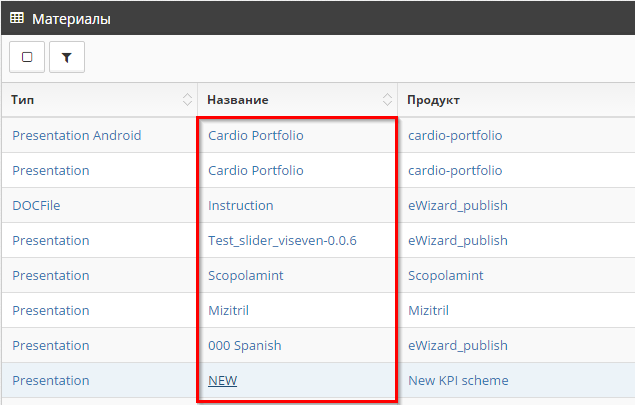 Материалы
Тип Название Продукт
Presentation Android Cardio Portfolio cardio-portfolio
Presentation Cardio Portfolio cardio-portfolio
DOCFile Instruction eWizard_publish
Presentation Test_slider_viseven-0.0.6 eWizard_publish
Presentation Scopolamint Scopolamint
Presentation Mizitril Mizitril
Presentation 000 Spanish eWizard_publish
Presentation NEW New KPI scheme